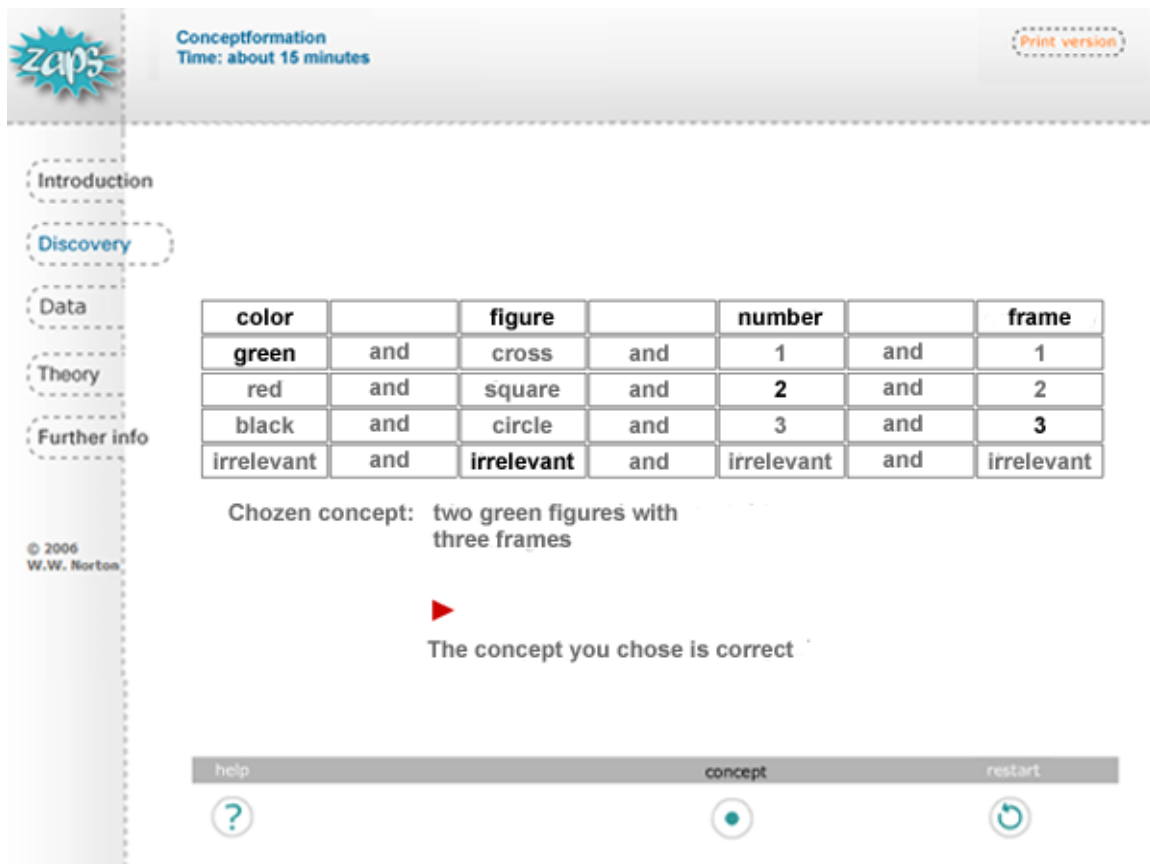 zaps
Conceptformation
Time: about 15 minutes
Print version
Introduction
Discovery
Data
Theory
Further info
© 2006
W.W. Norton
color figure number frame
green and cross and 1 and 1
red and square and 2 and 2
black and circle and 3 and 3
irrelevant and irrelevant and irrelevant and irrelevant
Chozen concept: two green figures with
three frames
The concept you chose is correct
help concept restart
?